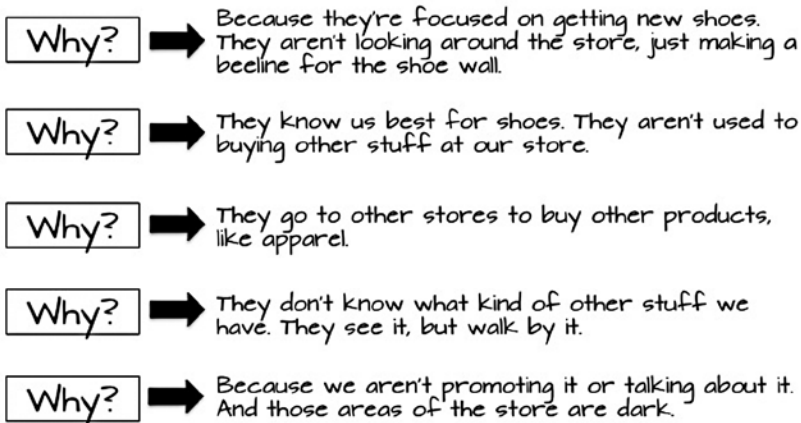 Why?
Because they're focused on getting new shoes.
They aren't looking around the store, just making a
beeline for the shoe wall.
Why?
They know us best for shoes. They aren't used to
buying other stuff at our store.
Why?
They go to other stores to buy other products,
like apparel.
Why?
They don't know what kind of other stuff we
have. They see it, but walk by it.
Why?
Because we aren't promoting it or talking about it.
And those areas of the store are dark.